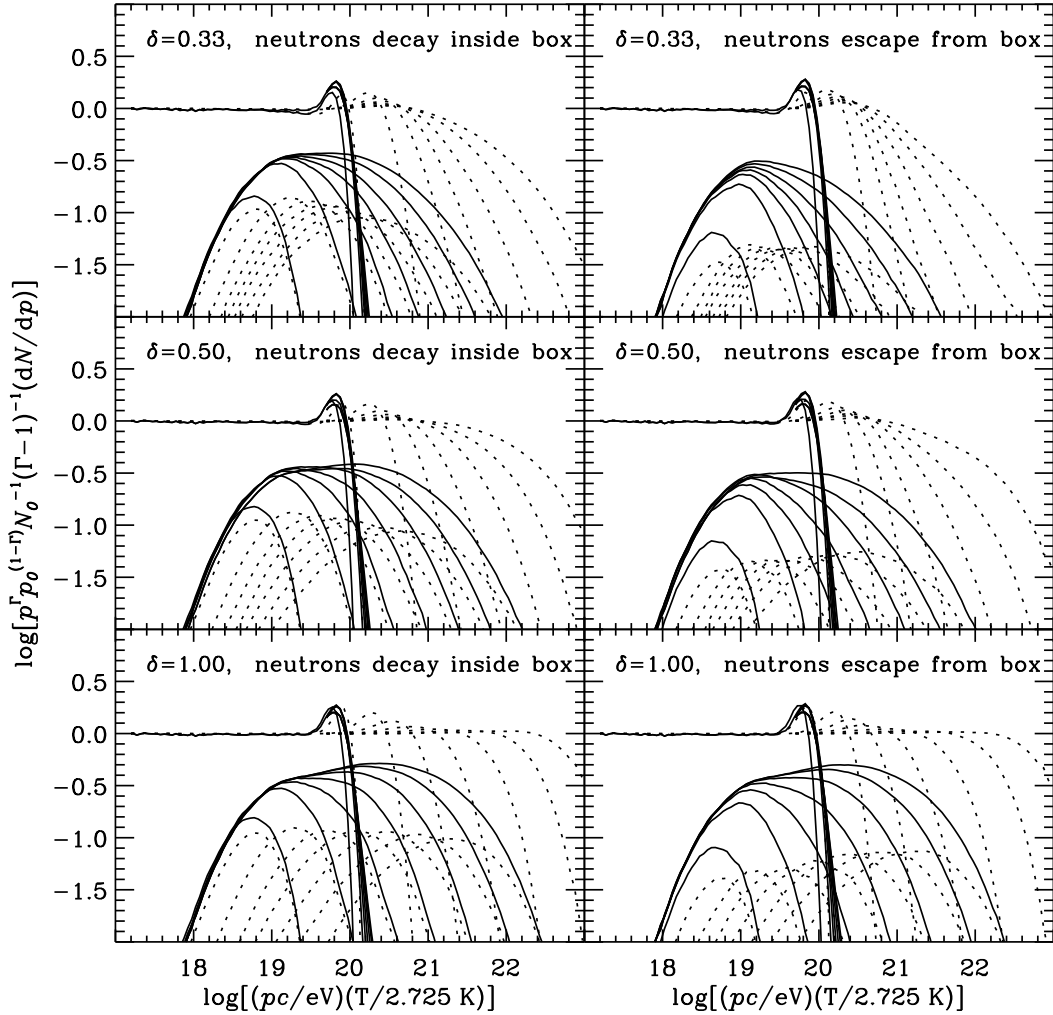 δ=0.33, neutrons decay inside box
δ=0.33, neutrons escape from box
0.5
0.0
−0.5
−1.0
−1.5
δ=0.50, neutrons decay inside box
δ=0.50, neutrons escape from box
0.5
0.0
−0.5
−1.0
−1.5
log[p^Γ p_0^(1−Γ) N_0^−1 (Γ−1)^−1 (dN/dp)]
δ=1.00, neutrons decay inside box
δ=1.00, neutrons escape from box
0.5
0.0
−0.5
−1.0
−1.5
18 19 20 21 22
18 19 20 21 22
log[(pc/eV)(T/2.725 K)]
log[(pc/eV)(T/2.725 K)]